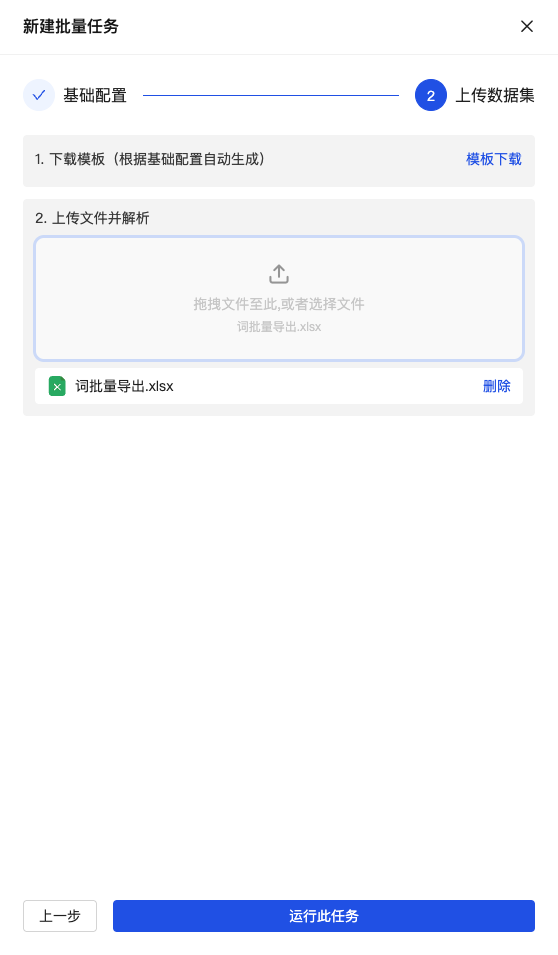 新建批量任务
基础配置
2 上传数据集
1. 下载模板（根据基础配置自动生成）
模板下载
2. 上传文件并解析
拖拽文件至此,或者选择文件
词批量导出.xlsx
词批量导出.xlsx
删除
上一步
运行此任务